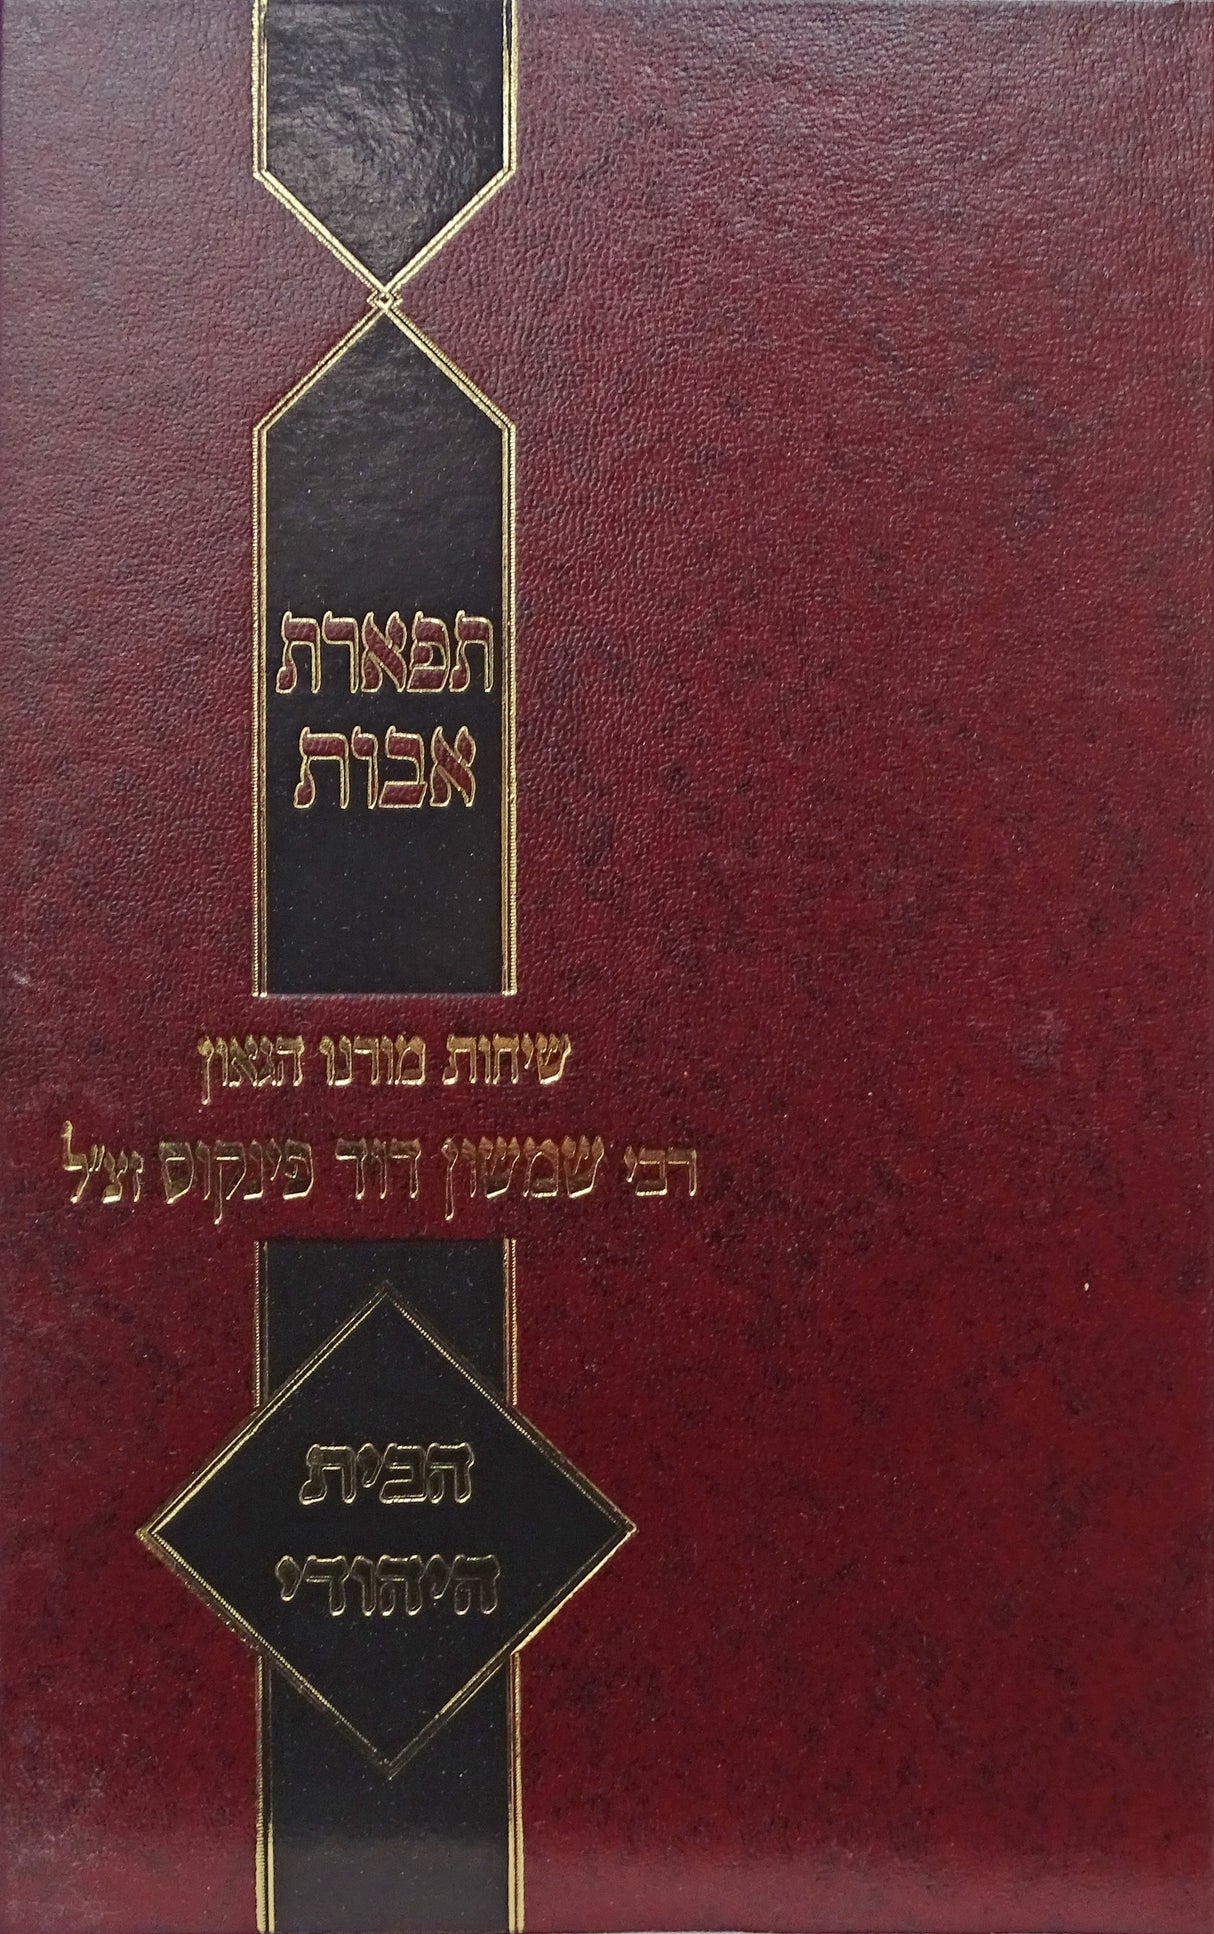 תפארת
אבות
שיחות מורנו הגאון
רבי שמשון דוד פינקוס זצ"ל
הבית
היהודי